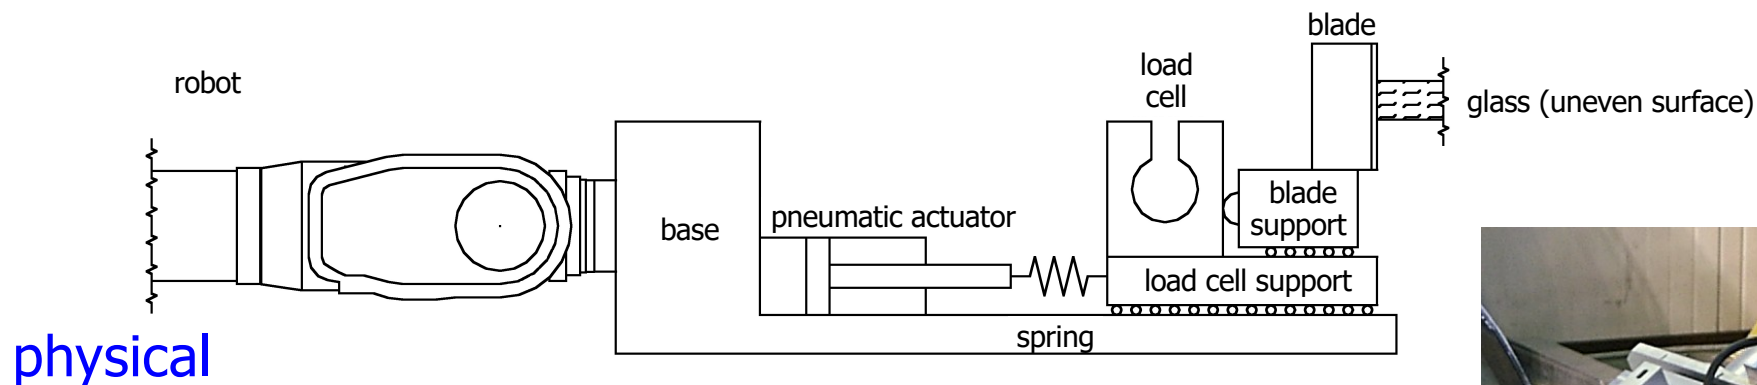 blade
load
cell
robot
glass (uneven surface)
blade
support
pneumatic actuator
base
load cell support
spring
physical